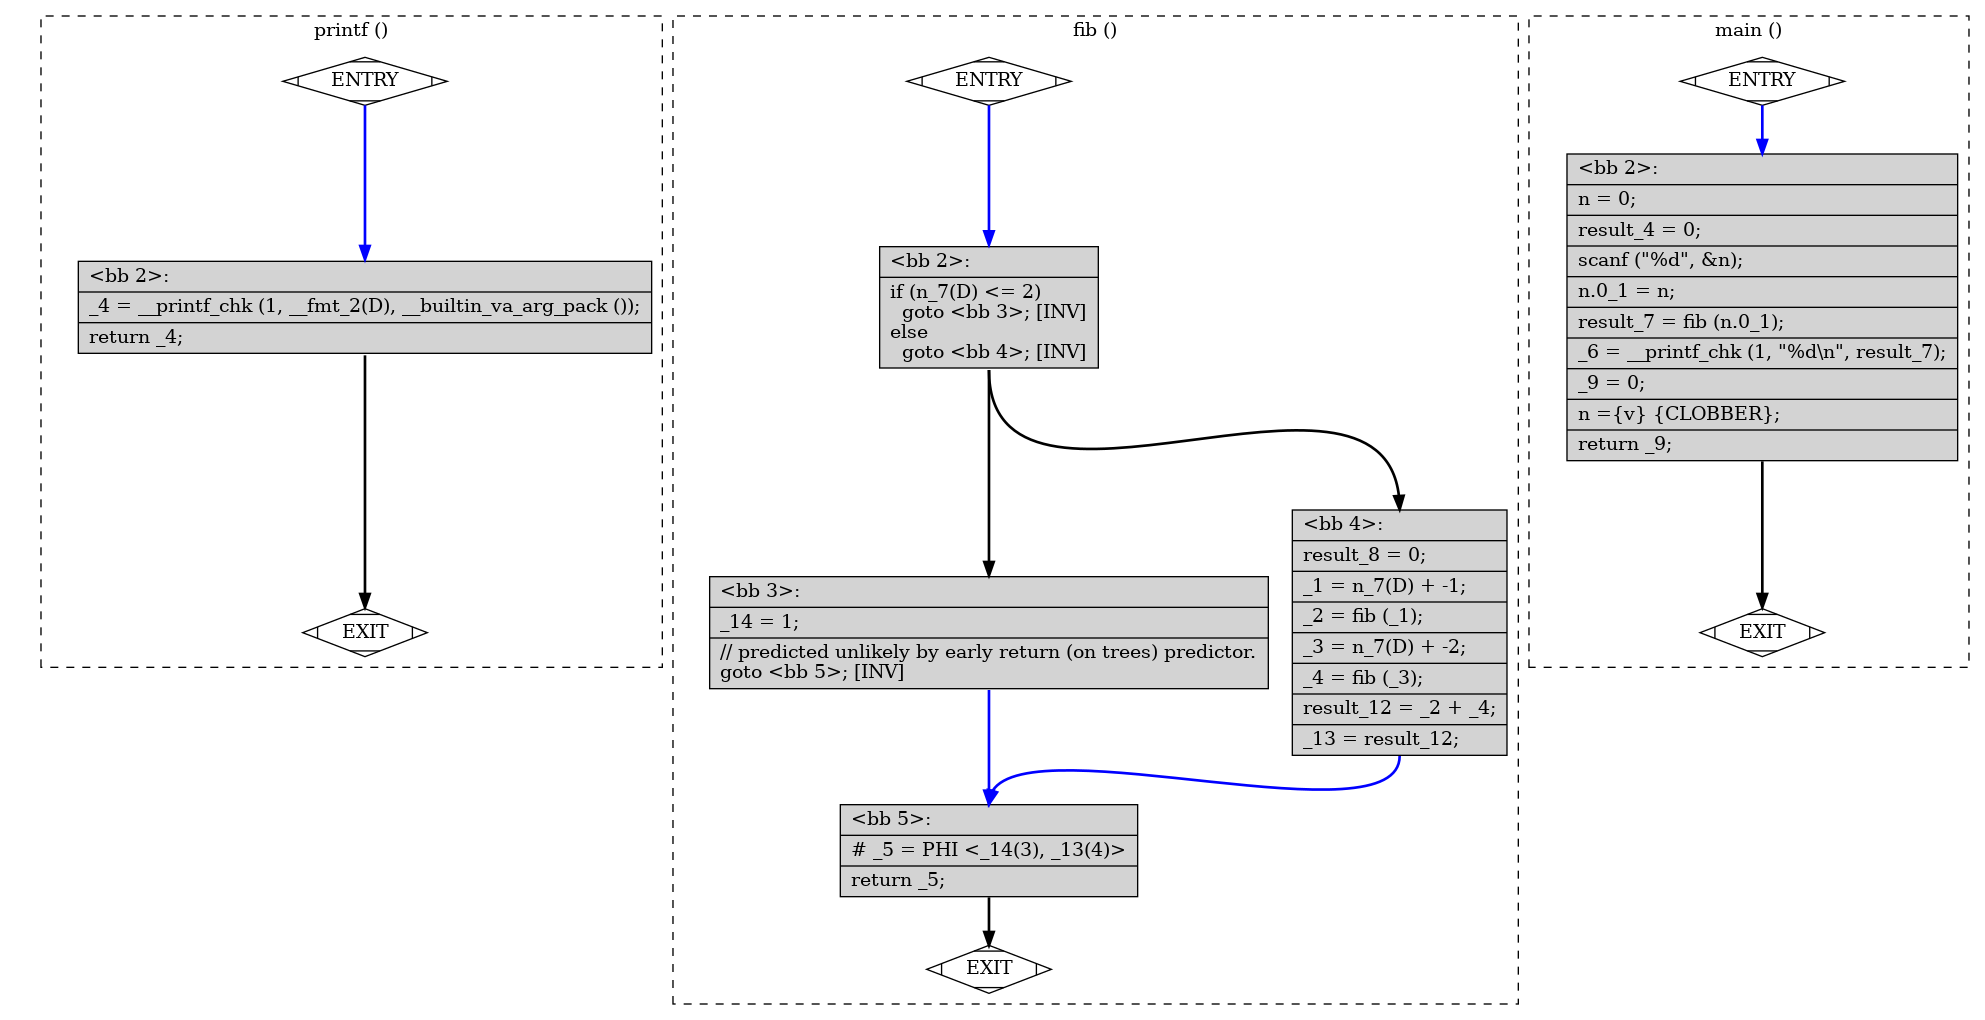 printf ()
ENTRY
<bb 2>:
_4 = __printf_chk (1, __fmt_2(D), __builtin_va_arg_pack ());
return _4;
EXIT
fib ()
ENTRY
<bb 2>:
if (n_7(D) <= 2)
goto <bb 3>; [INV]
else
goto <bb 4>; [INV]
<bb 3>:
_14 = 1;
// predicted unlikely by early return (on trees) predictor.
goto <bb 5>; [INV]
<bb 4>:
result_8 = 0;
_1 = n_7(D) + -1;
_2 = fib (_1);
_3 = n_7(D) + -2;
_4 = fib (_3);
result_12 = _2 + _4;
_13 = result_12;
<bb 5>:
# _5 = PHI <_14(3), _13(4)>
return _5;
EXIT
main ()
ENTRY
<bb 2>:
n = 0;
result_4 = 0;
scanf ("%d", &n);
n.0_1 = n;
result_7 = fib (n.0_1);
_6 = __printf_chk (1, "%d\n", result_7);
_9 = 0;
n ={v} {CLOBBER};
return _9;
EXIT